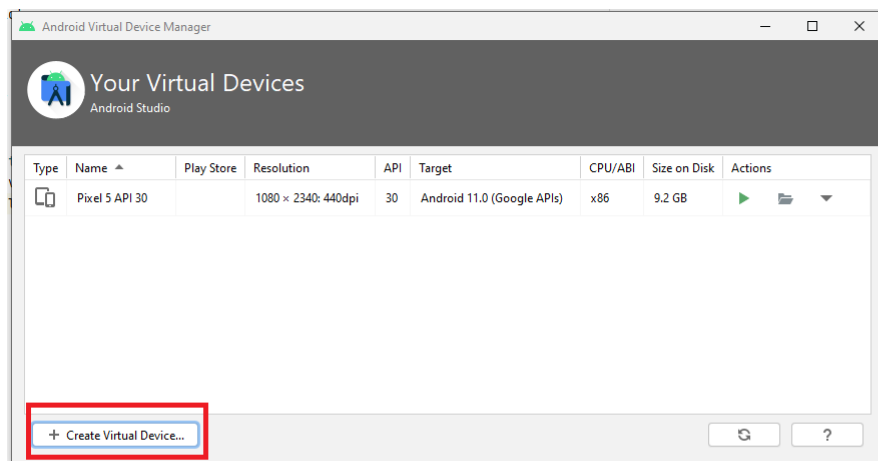 Android Virtual Device Manager
Your Virtual Devices
Android Studio
Type Name Play Store Resolution API Target CPU/ABI Size on Disk Actions
Pixel 5 API 30 1080 × 2340: 440dpi 30 Android 11.0 (Google APIs) x86 9.2 GB
+ Create Virtual Device... ?